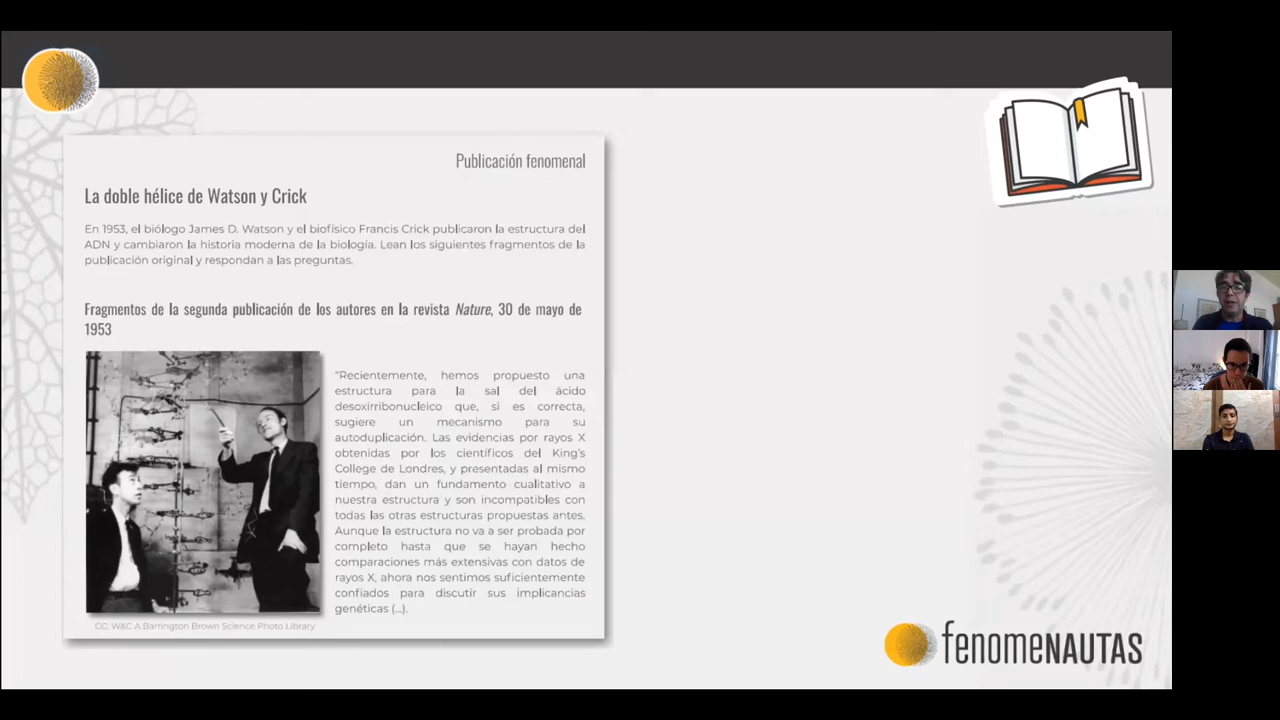 Publicación fenomenal
La doble hélice de Watson y Crick
En 1953, el biólogo James D. Watson y el biofísico Francis Crick publicaron la estructura del
ADN y cambiaron la historia moderna de la biología. Lean los siguientes fragmentos de la
publicación original y respondan a las preguntas.
Fragmentos de la segunda publicación de los autores en la revista Nature, 30 de mayo de
1953
"Recientemente, hemos propuesto una
estructura para la sal del ácido
desoxirribonucleico que, si es correcta,
sugiere un mecanismo para su
autoduplicación. Las evidencias por rayos X
obtenidas por los científicos del King's
College de Londres, y presentadas al mismo
tiempo, dan un fundamento cualitativo a
nuestra estructura y son incompatibles con
todas las otras estructuras propuestas antes.
Aunque la estructura no va a ser probada por
completo hasta que se hayan hecho
comparaciones más extensivas con datos de
rayos X, ahora nos sentimos suficientemente
confiados para discutir sus implicancias
genéticas (...).
CC: W&C A Barrington Brown Science Photo Library
fenomeNAUTAS